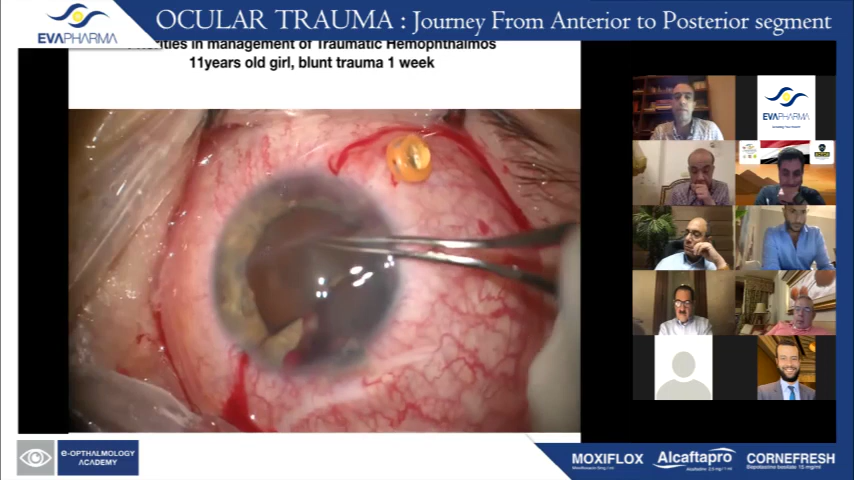 OCULAR TRAUMA : Journey From Anterior to Posterior segment
EVAPHARMA
in management of Traumatic Hemophthalmos
11years old girl, blunt trauma 1 week
EVAPHARMA
e-OPTHALMOLOGY
ACADEMY
MOXIFLOX
Alcaftapro
CORNEFRESH